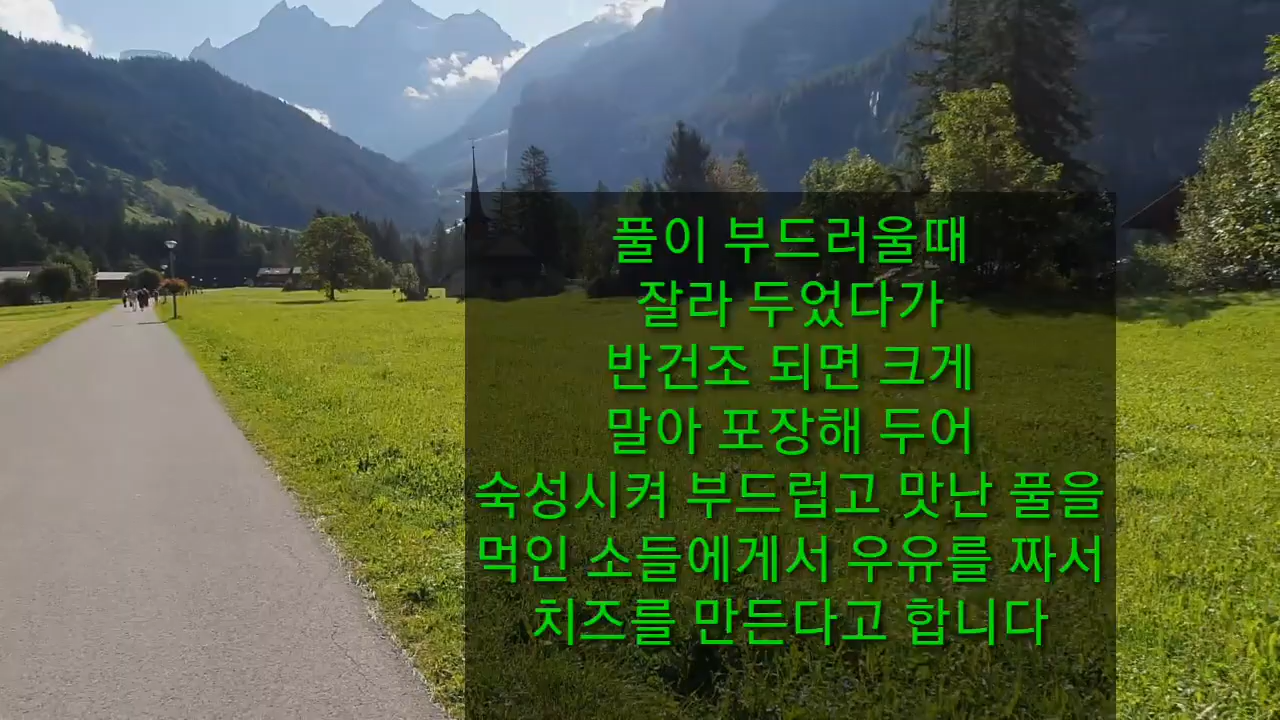 풀이 부드러울때
잘라 두었다가
반건조 되면 크게
말아 포장해 두어
숙성시켜 부드럽고 맛난 풀을
먹인 소들에게서 우유를 짜서
치즈를 만든다고 합니다